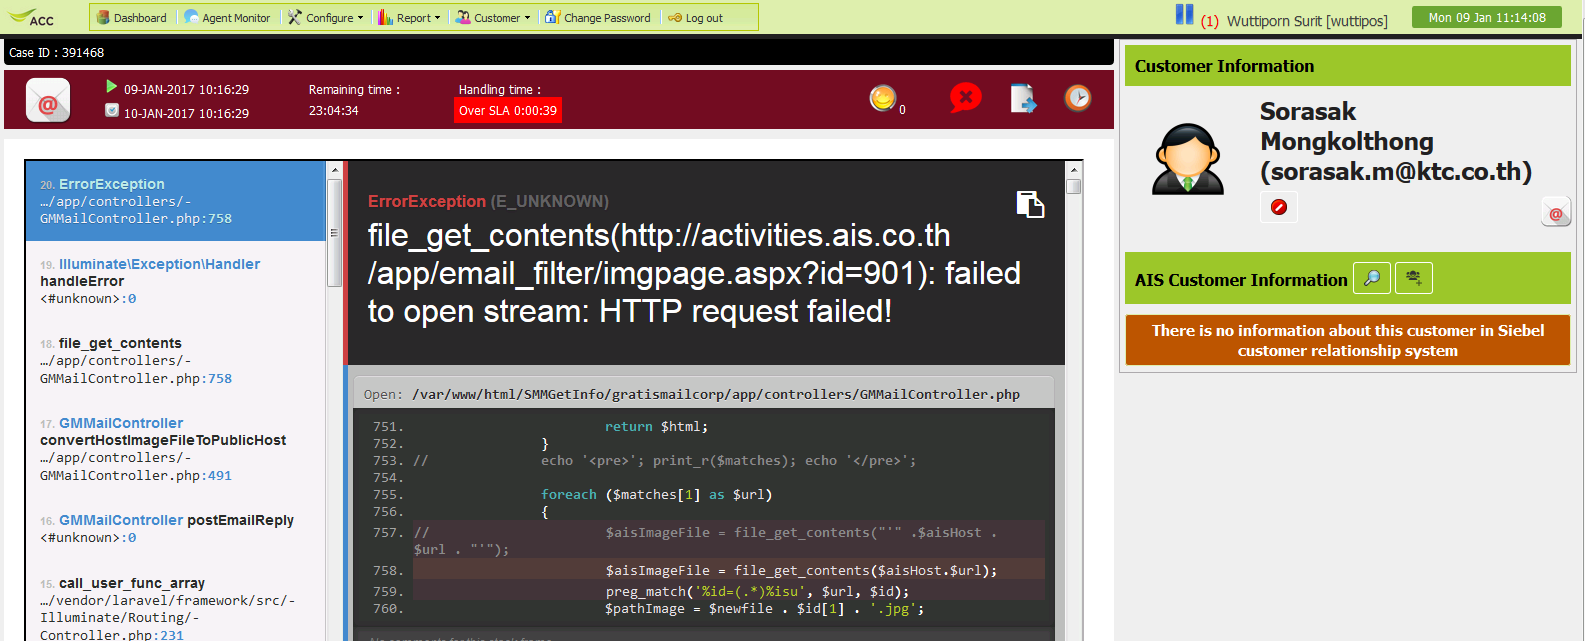 ACC
Dashboard Agent Monitor Configure Report Customer Change Password Log out
(1) Wuttiporn Surit [wuttipos]
Mon 09 Jan 11:14:08
Case ID : 391468
09-JAN-2017 10:16:29
10-JAN-2017 10:16:29
Remaining time :
23:04:34
Handling time :
Over SLA 0:00:39
0
20. ErrorException
…/app/controllers/-
GMMailController.php:758
19. Illuminate\Exception\Handler
handleError
<#unknown>:0
18. file_get_contents
…/app/controllers/-
GMMailController.php:758
17. GMMailController
convertHostImageFileToPublicHost
…/app/controllers/-
GMMailController.php:491
16. GMMailController postEmailReply
<#unknown>:0
15. call_user_func_array
…/vendor/laravel/framework/src/-
Illuminate/Routing/-
Controller.php:231
ErrorException (E_UNKNOWN)
file_get_contents(http://activities.ais.co.th
/app/email_filter/imgpage.aspx?id=901): failed
to open stream: HTTP request failed!
Open: /var/www/html/SMMGetInfo/gratismailcorp/app/controllers/GMMailController.php
751. return $html;
752. }
753. // echo '<pre>'; print_r($matches); echo '</pre>';
754.
755. foreach ($matches[1] as $url)
756. {
757. // $aisImageFile = file_get_contents("'" .$aisHost .
$url . "'");
758. $aisImageFile = file_get_contents($aisHost.$url);
759. preg_match('%id=(.*)%isu', $url, $id);
760. $pathImage = $newfile . $id[1] . '.jpg';
No comments for this stack frame.
Customer Information
Sorasak
Mongkolthong
(sorasak.m@ktc.co.th)
AIS Customer Information
There is no information about this customer in Siebel
customer relationship system